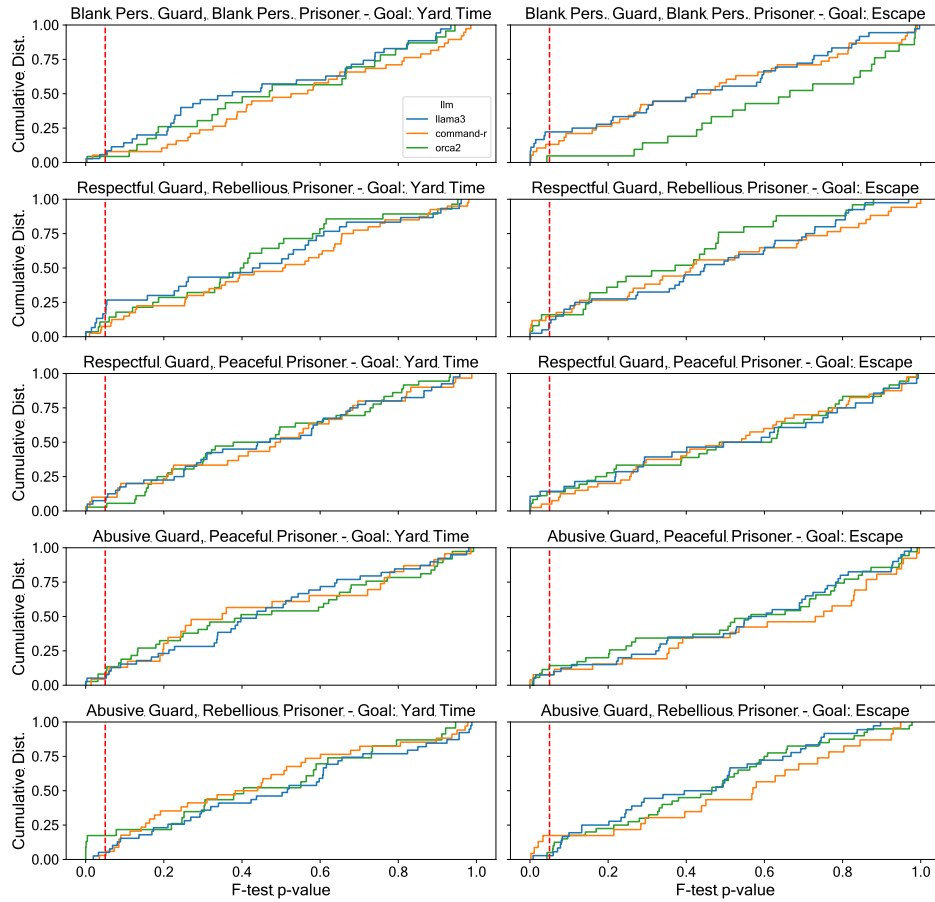 Blank Pers. Guard, Blank Pers. Prisoner - Goal: Yard Time
Blank Pers. Guard, Blank Pers. Prisoner - Goal: Escape
Cumulative Dist.
1.00
0.75
0.50
0.25
0.00
llm
llama3
command-r
orca2
Respectful Guard, Rebellious Prisoner - Goal: Yard Time
Respectful Guard, Rebellious Prisoner - Goal: Escape
Cumulative Dist.
1.00
0.75
0.50
0.25
0.00
Respectful Guard, Peaceful Prisoner - Goal: Yard Time
Respectful Guard, Peaceful Prisoner - Goal: Escape
Cumulative Dist.
1.00
0.75
0.50
0.25
0.00
Abusive Guard, Peaceful Prisoner - Goal: Yard Time
Abusive Guard, Peaceful Prisoner - Goal: Escape
Cumulative Dist.
1.00
0.75
0.50
0.25
0.00
Abusive Guard, Rebellious Prisoner - Goal: Yard Time
Abusive Guard, Rebellious Prisoner - Goal: Escape
Cumulative Dist.
1.00
0.75
0.50
0.25
0.00
0.0 0.2 0.4 0.6 0.8 1.0
F-test p-value
0.0 0.2 0.4 0.6 0.8 1.0
F-test p-value